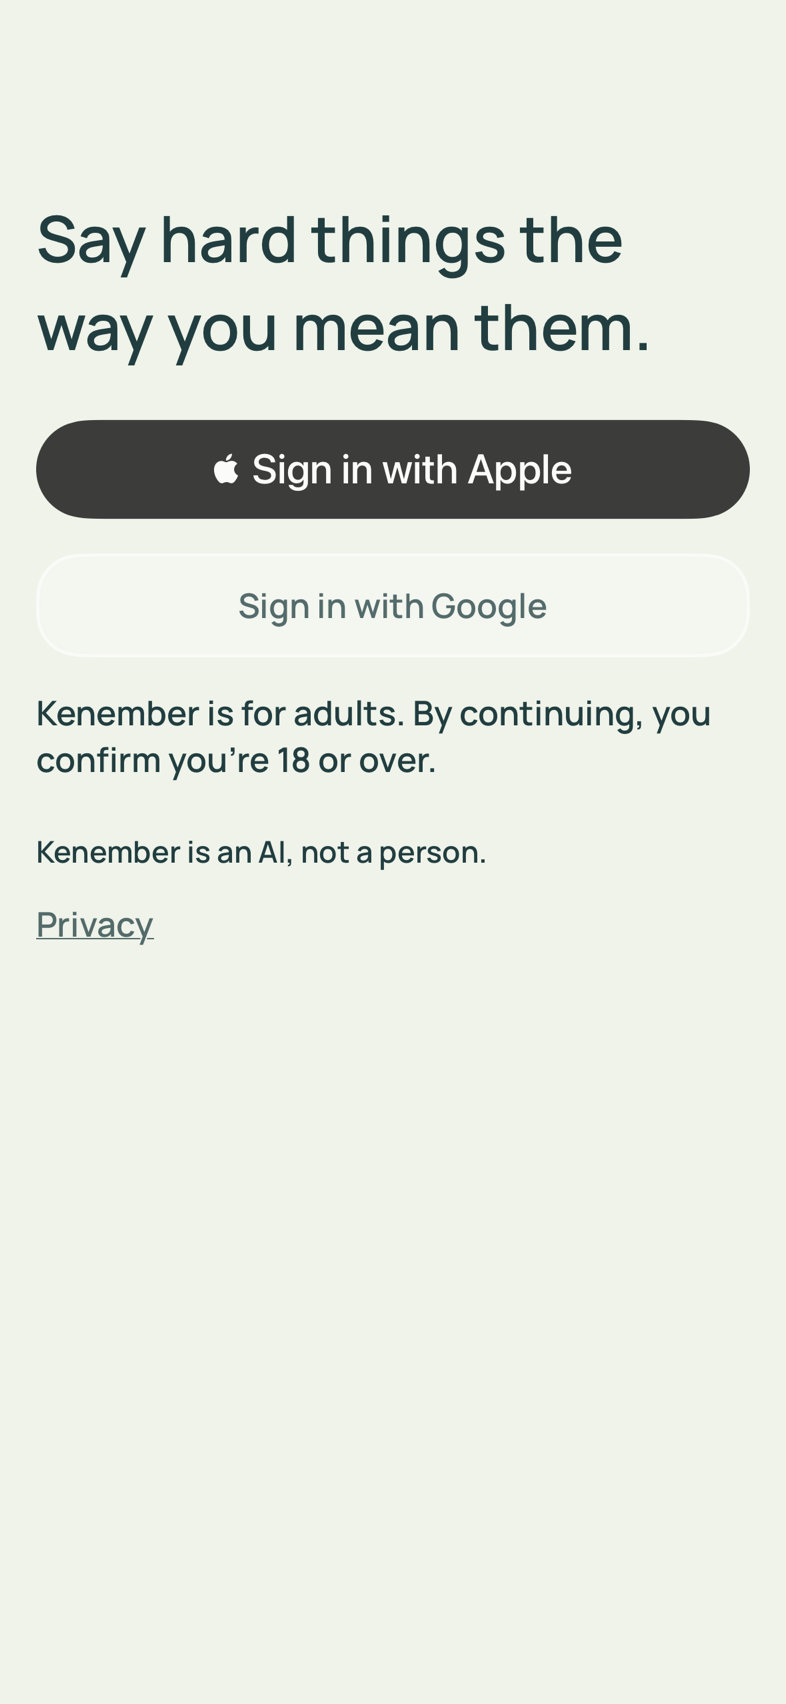 Say hard things the
way you mean them.
Sign in with Apple
Sign in with Google
Kenember is for adults. By continuing, you
confirm you’re 18 or over.
Kenember is an AI, not a person.
Privacy